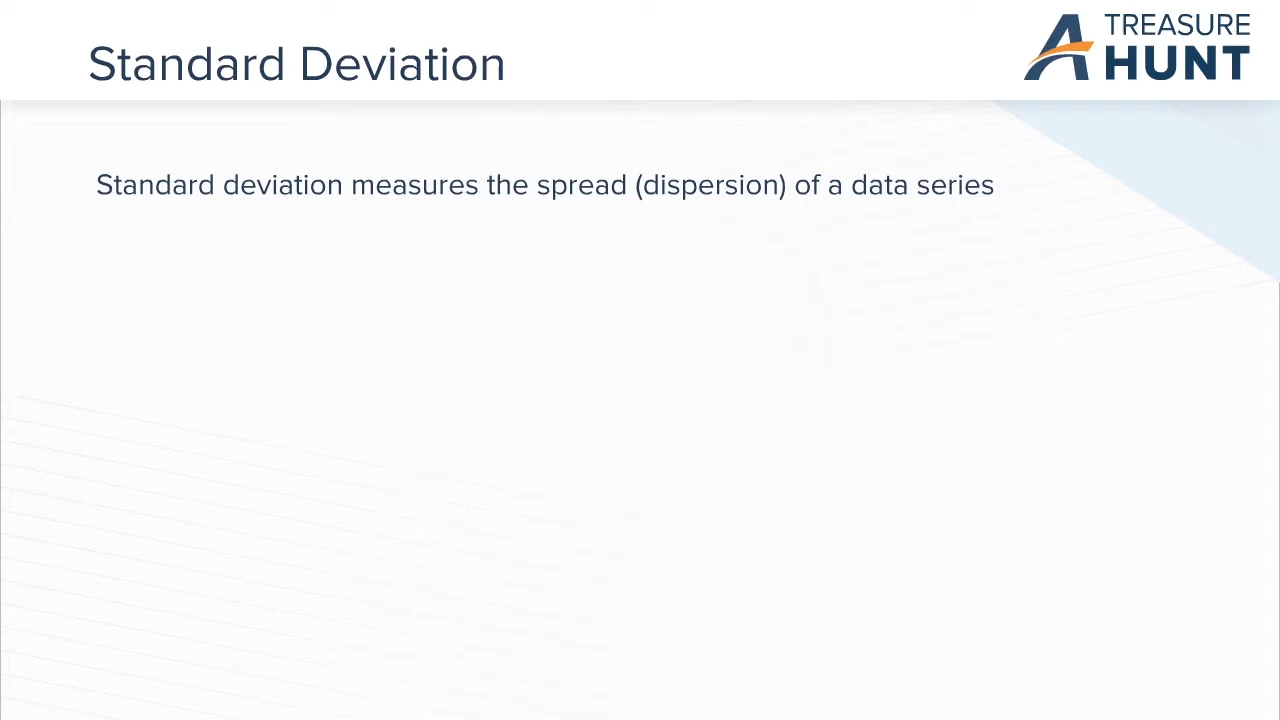 Standard Deviation
TREASURE
HUNT
Standard deviation measures the spread (dispersion) of a data series